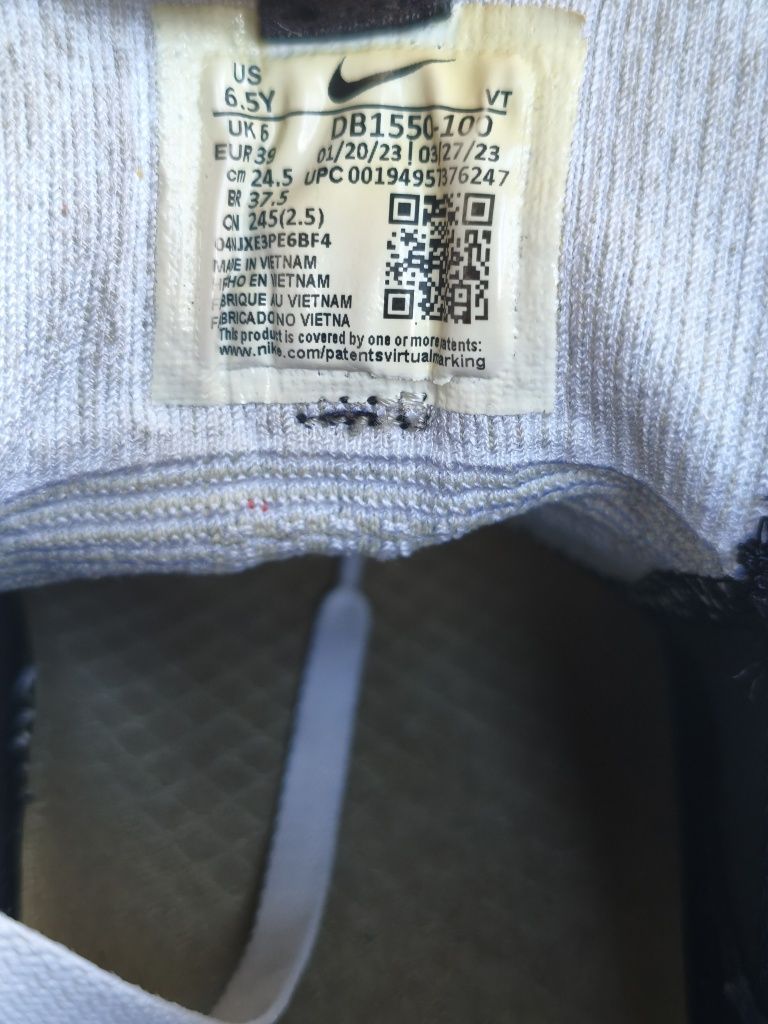 US
6.5Y
VT
UK 6
DB1550-100
EUR 39
01/20/23 | 03/27/23
cm 24.5
UPC 00194957376247
BR 37.5
CN 245(2.5)
04NJXE3PE6BF4
MADE IN VIETNAM
HECHO EN VIETNAM
FABRIQUE AU VIETNAM
FABRICADO NO VIETNA
This product is covered by one or more patents:
www.nike.com/patentsvirtualmarking